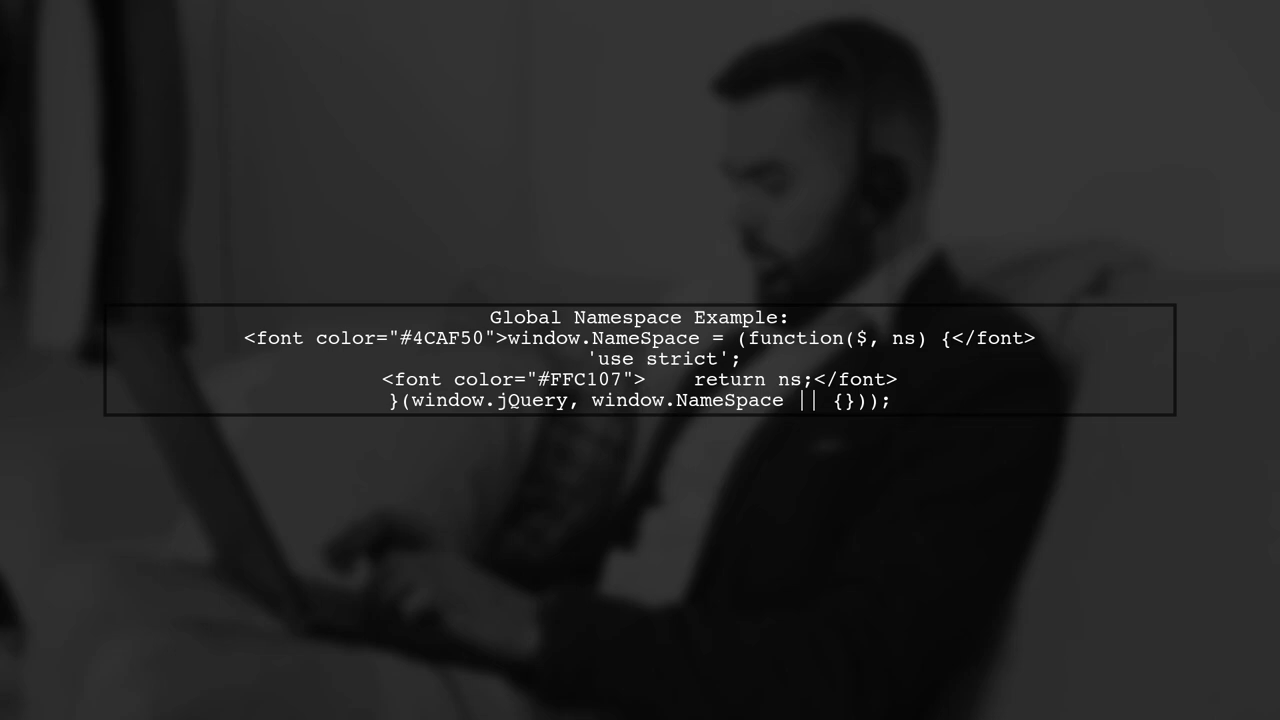 Global Namespace Example:
<font color="#4CAF50">window.NameSpace = (function($, ns) {</font>
    'use strict';
<font color="#FFC107">    return ns;</font>
}(window.jQuery, window.NameSpace || {}));